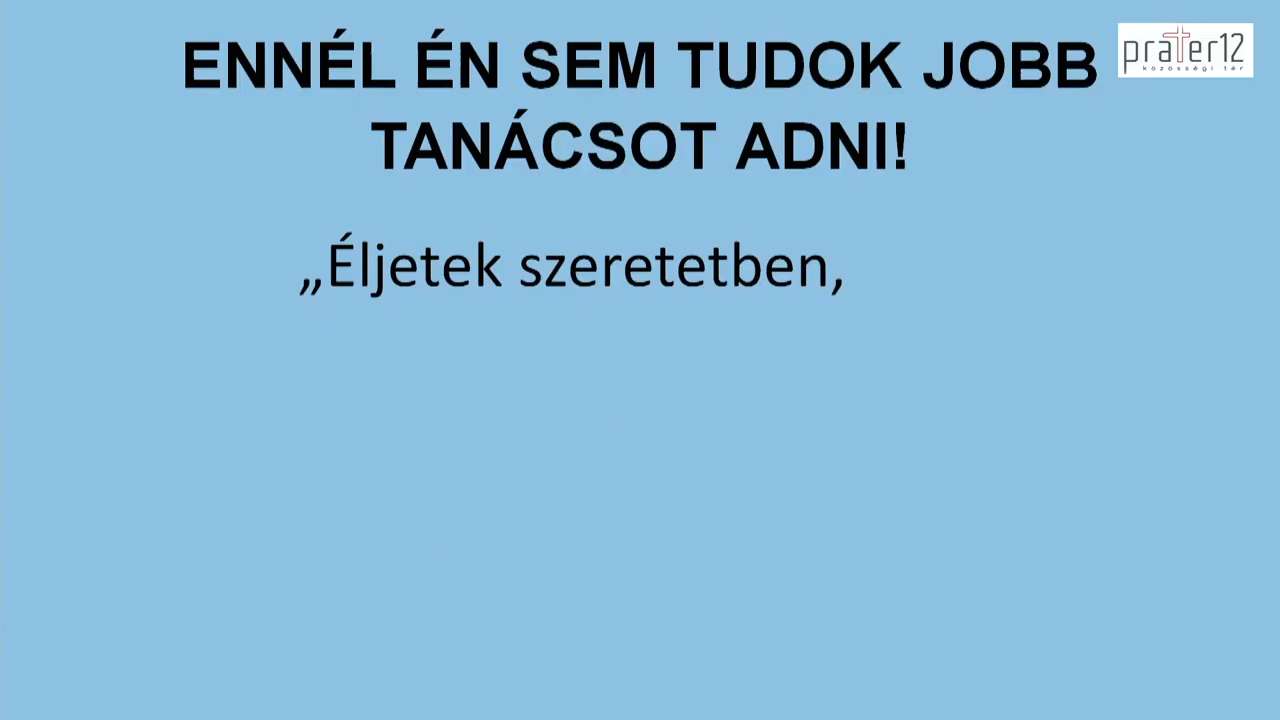 ENNÉL ÉN SEM TUDOK JOBB
TANÁCSOT ADNI!
prater12
közösségi tér
„Éljetek szeretetben,